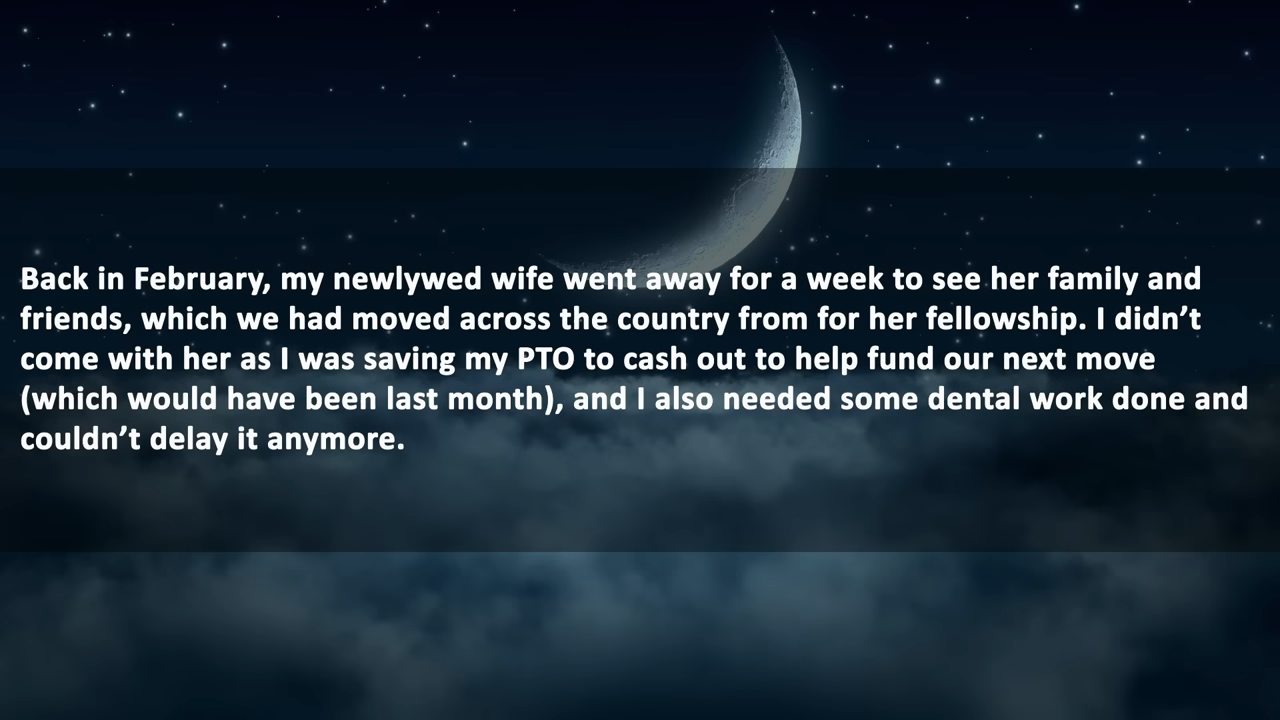 Back in February, my newlywed wife went away for a week to see her family and
friends, which we had moved across the country from for her fellowship. I didn’t
come with her as I was saving my PTO to cash out to help fund our next move
(which would have been last month), and I also needed some dental work done and
couldn’t delay it anymore.